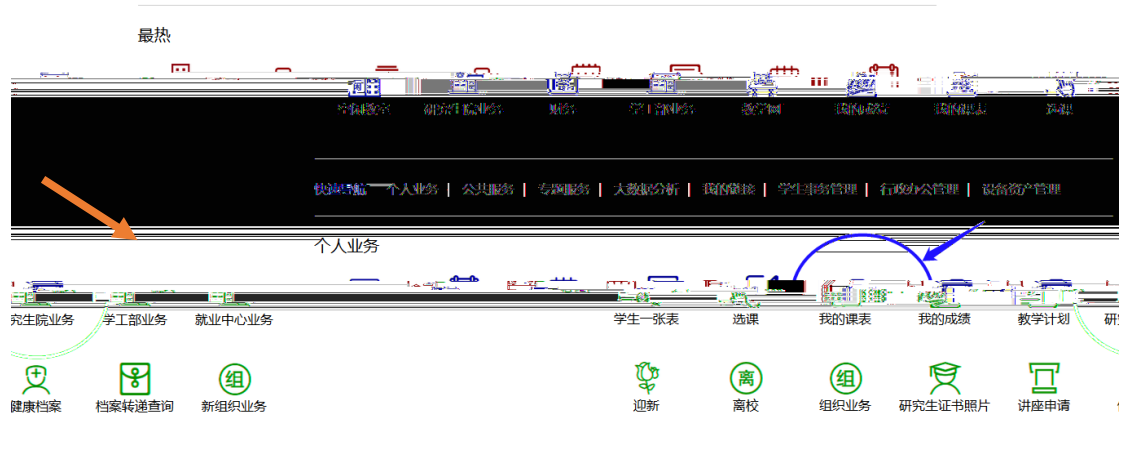 最热
快速导航 个人业务 | 公共服务 | 专题服务 | 大数据分析 | 我的链接 | 学生事务管理 | 行政办公管理 | 设备资产管理
个人业务
究生院业务 学工部业务 就业中心业务 学生一张表 选课 我的课表 我的成绩 教学计划
组 离 组
健康档案 档案转递查询 新组织业务 迎新 离校 组织业务 研究生证书照片 讲座申请